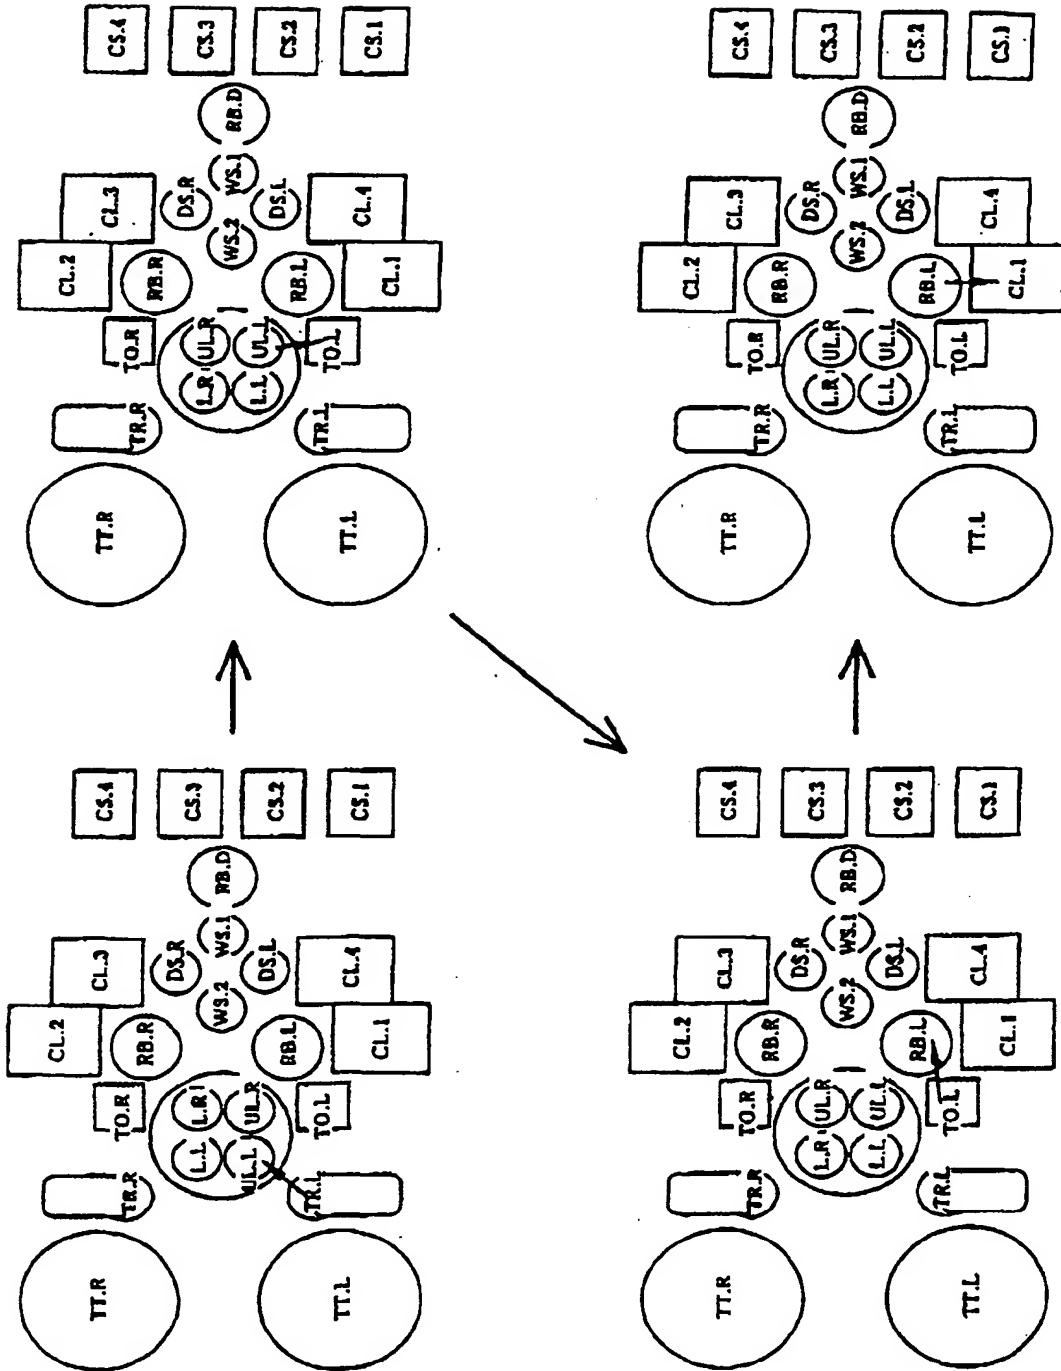 CL.2
CL.3
CS.4
TT.R
TR.R
TO.R
RB.R
DS.R
CS.3
L.L
L.R
WS.2
WS.1
RB.D
UL.L
UL.R
RB.L
DS.L
CS.2
TT.L
TR.L
TO.L
CL.1
CL.4
CS.1
CL.2
CL.3
CS.4
TT.R
TR.R
TO.R
RB.R
DS.R
CS.3
L.R
UL.R
WS.2
WS.1
RB.D
L.L
UL.L
RB.L
DS.L
CS.2
TT.L
TR.L
TO.L
CL.1
CL.4
CS.1
CL.2
CL.3
CS.4
TT.R
TR.R
TO.R
RB.R
DS.R
CS.3
L.R
UL.R
WS.2
WS.1
RB.D
L.L
UL.L
RB.L
DS.L
CS.2
TT.L
TR.L
TO.L
CL.1
CL.4
CS.1
CL.2
CL.3
CS.4
TT.R
TR.R
TO.R
RB.R
DS.R
CS.3
L.R
UL.R
WS.2
WS.1
RB.D
L.L
UL.L
RB.L
DS.L
CS.2
TT.L
TR.L
TO.L
CL.1
CL.4
CS.1